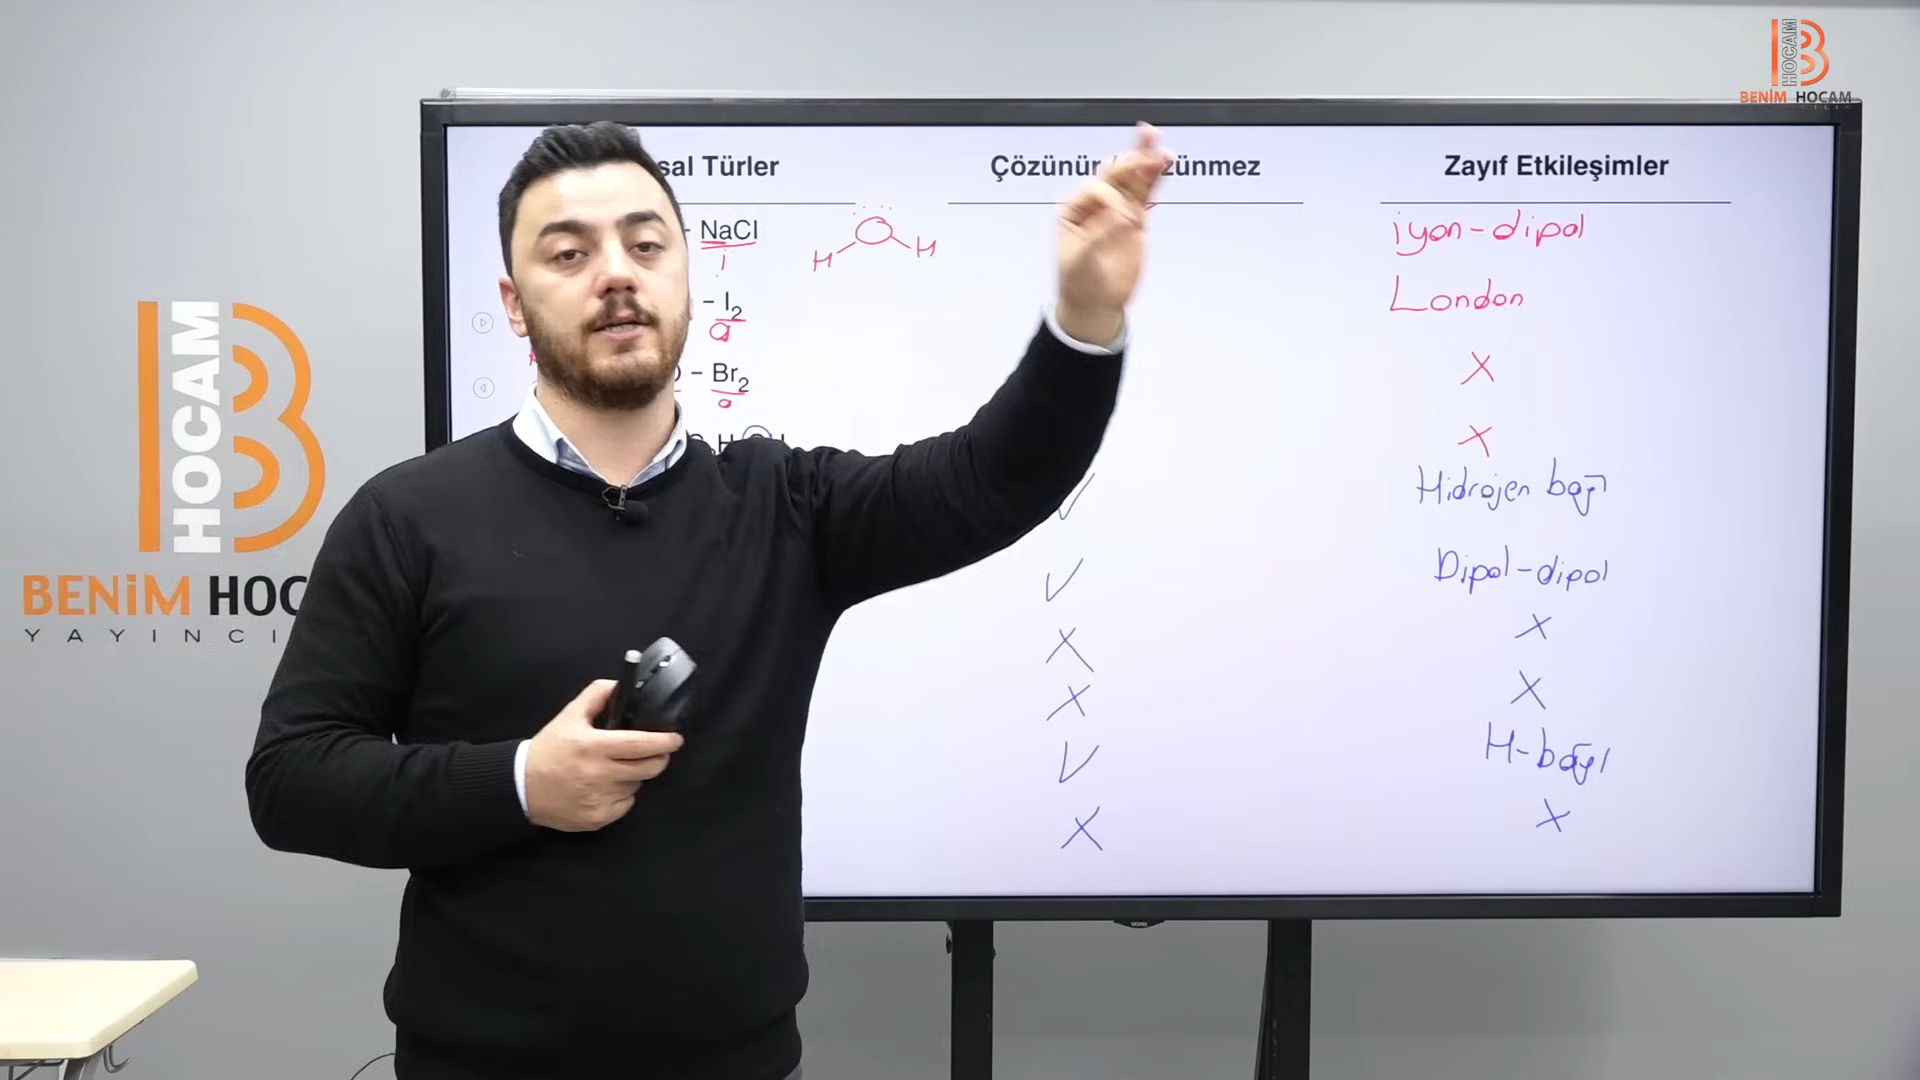 HOCAM
BENİM HOCAM
sal Türler
Çözünür
zünmez
Zayıf Etkileşimler
- NaCl
i
H
H
iyon-dipol
- I2
a
London
- Br2
a
X
X
Hidrojen bağı
V
Dipol-dipol
V
X
X
X
X
H-bağı
V
X
X
HOCAM
BENİM HOC
YAYINCI